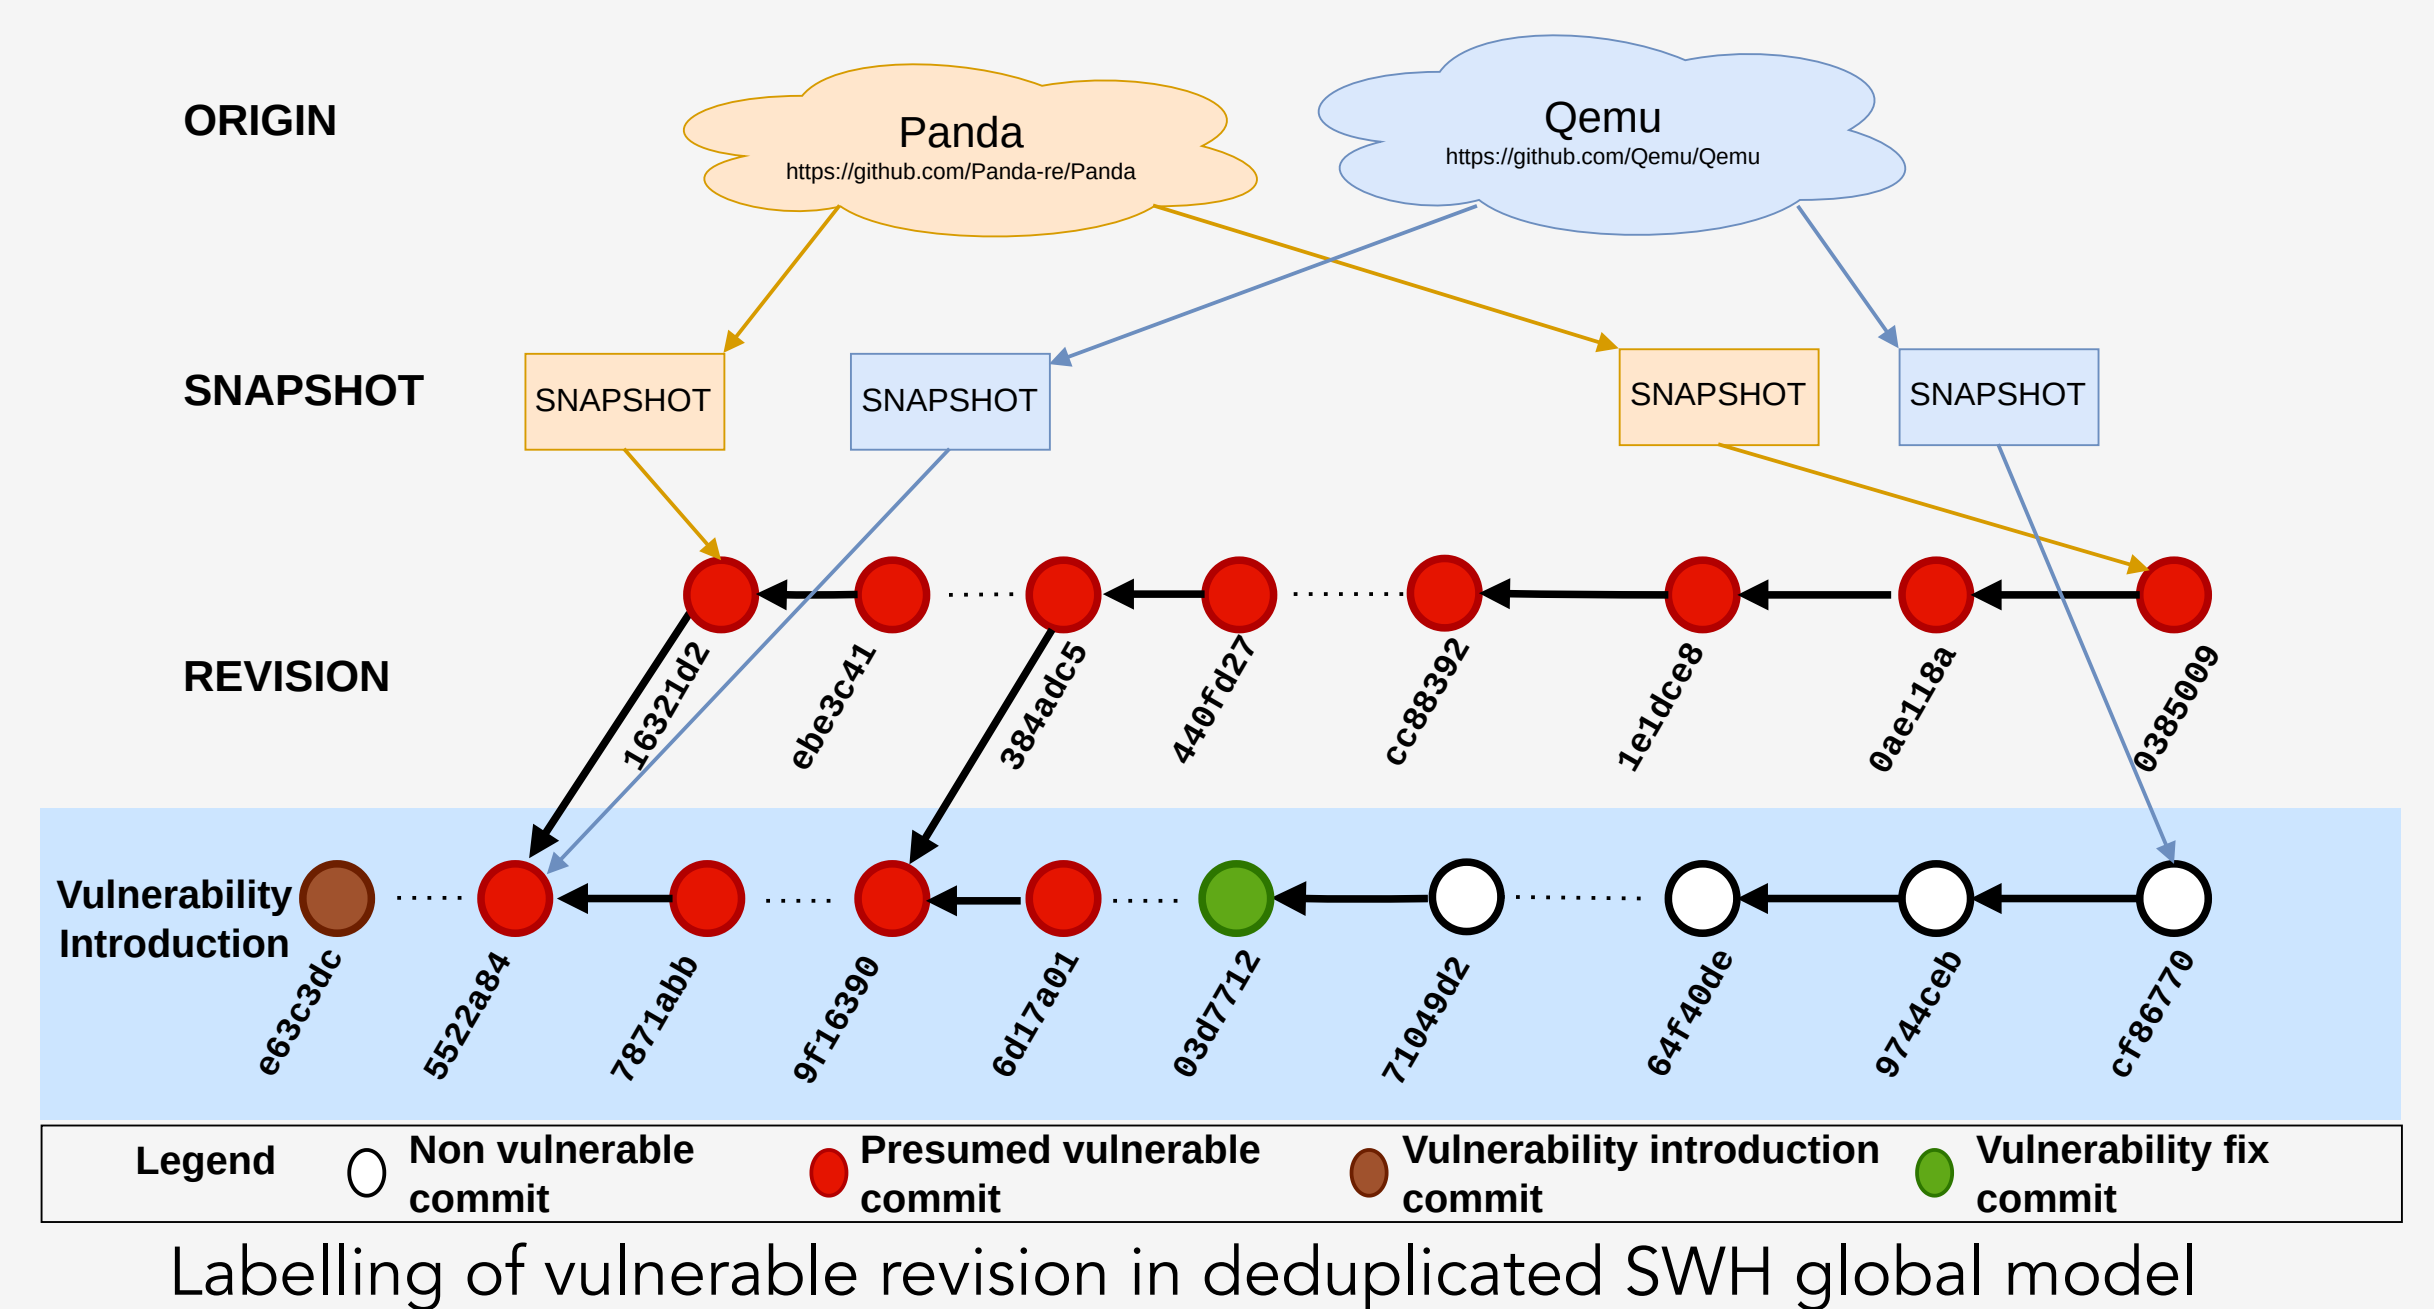 ORIGIN
Panda
https://github.com/Panda-re/Panda
Qemu
https://github.com/Qemu/Qemu
SNAPSHOT
SNAPSHOT
SNAPSHOT
SNAPSHOT
SNAPSHOT
REVISION
16321d2
ebe3c41
384adc5
440fd27
cc88392
1e1dce8
0ae118a
0385009
Vulnerability
Introduction
e63c3dc
5522a84
7871abb
9f16390
6d17a01
03d7712
71049d2
64f40de
9744ceb
cf86770
Legend
Non vulnerable
commit
Presumed vulnerable
commit
Vulnerability introduction
commit
Vulnerability fix
commit
Labelling of vulnerable revision in deduplicated SWH global model